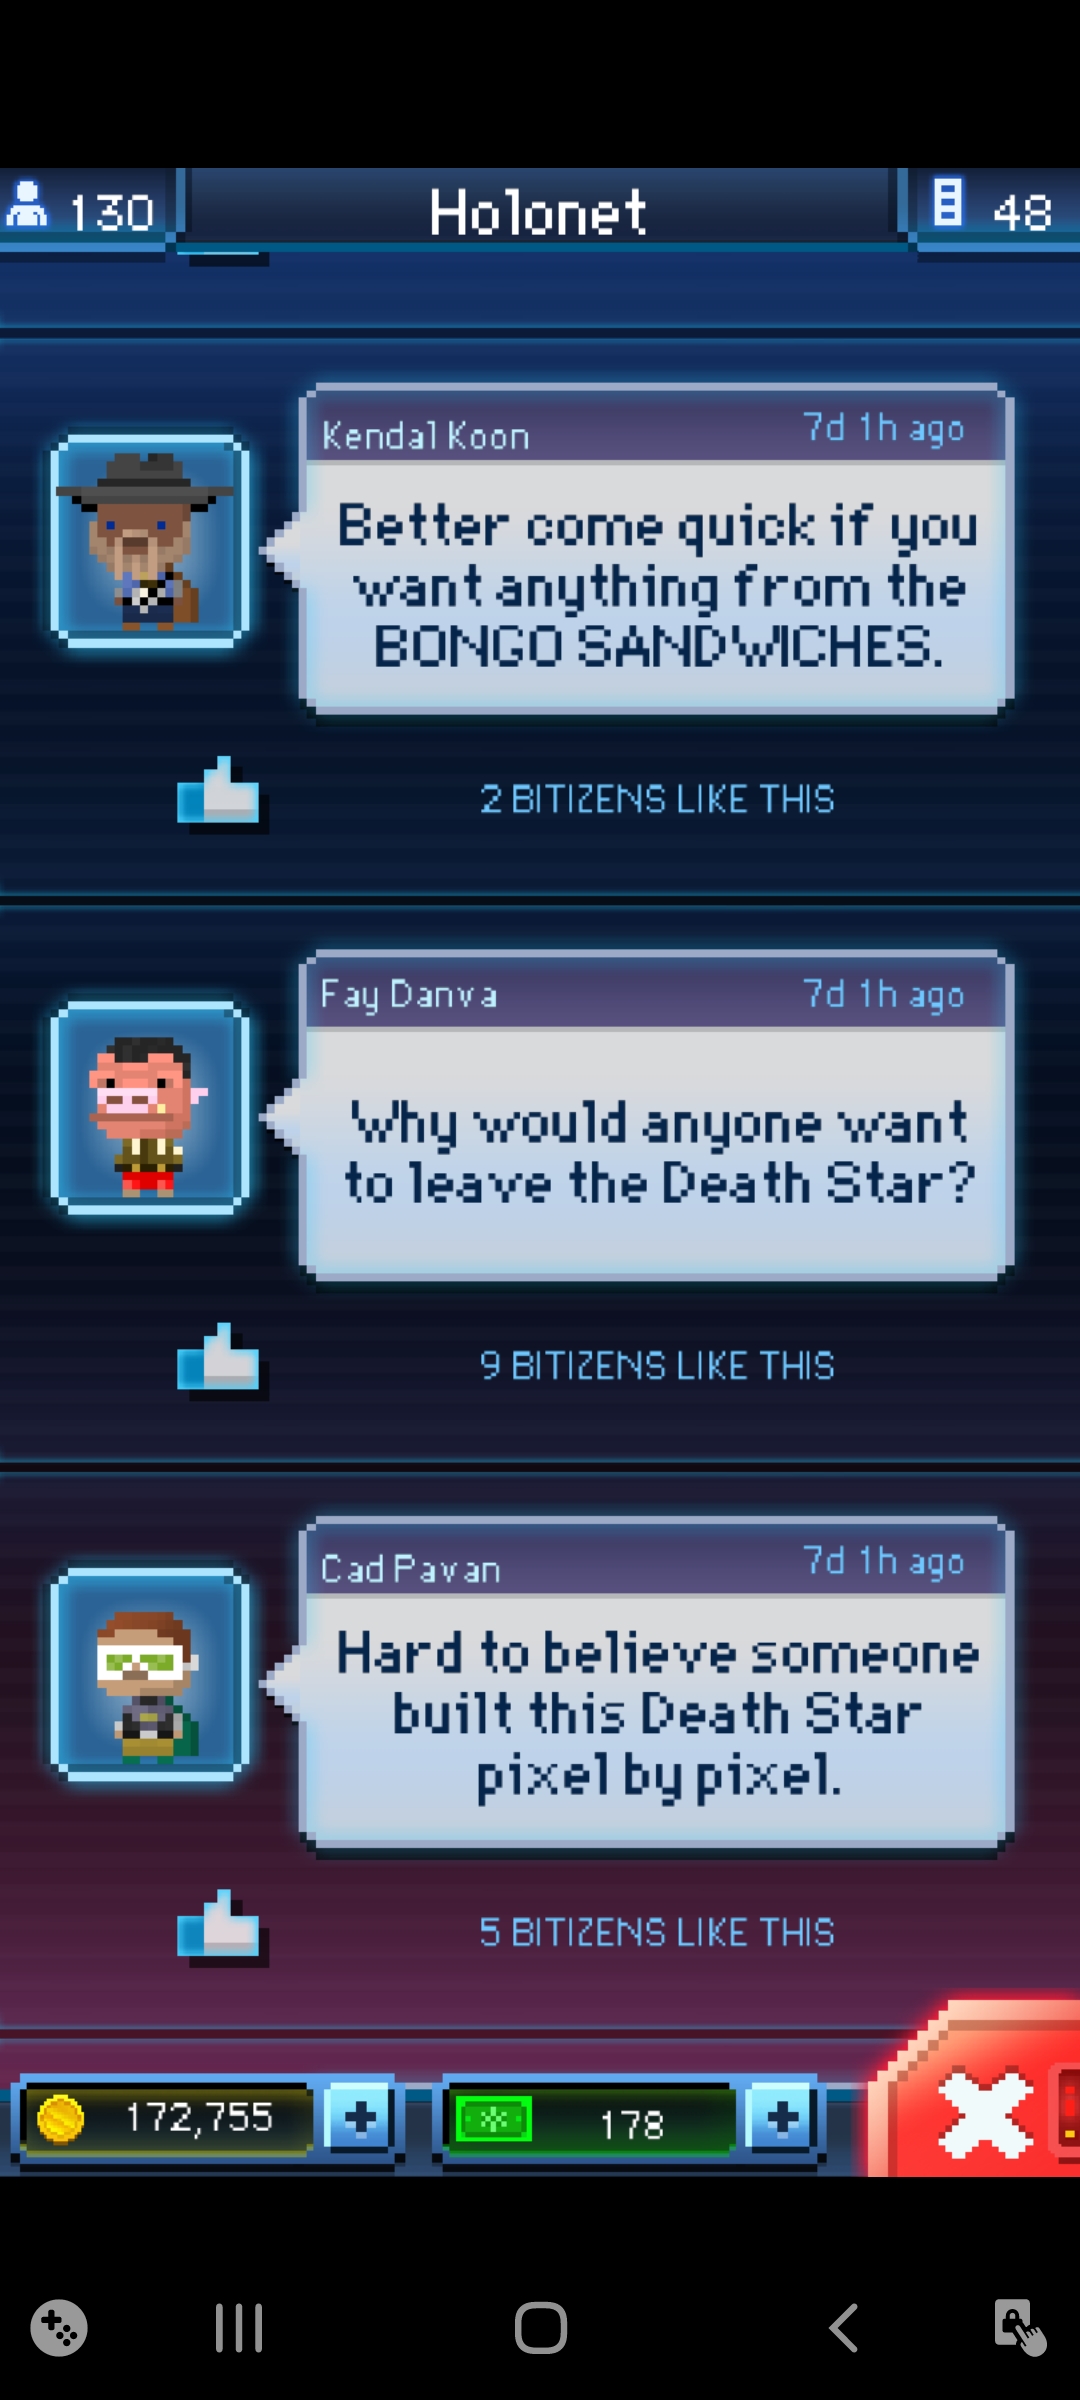 130
Holonet
48
Kendal Koon
7d 1h ago
Better come quick if you
want anything from the
BONGO SANDWICHES.
2 BITIZENS LIKE THIS
Fay Danva
7d 1h ago
Why would anyone want
to leave the Death Star?
9 BITIZENS LIKE THIS
Cad Pavan
7d 1h ago
Hard to believe someone
built this Death Star
pixel by pixel.
5 BITIZENS LIKE THIS
172,755
178